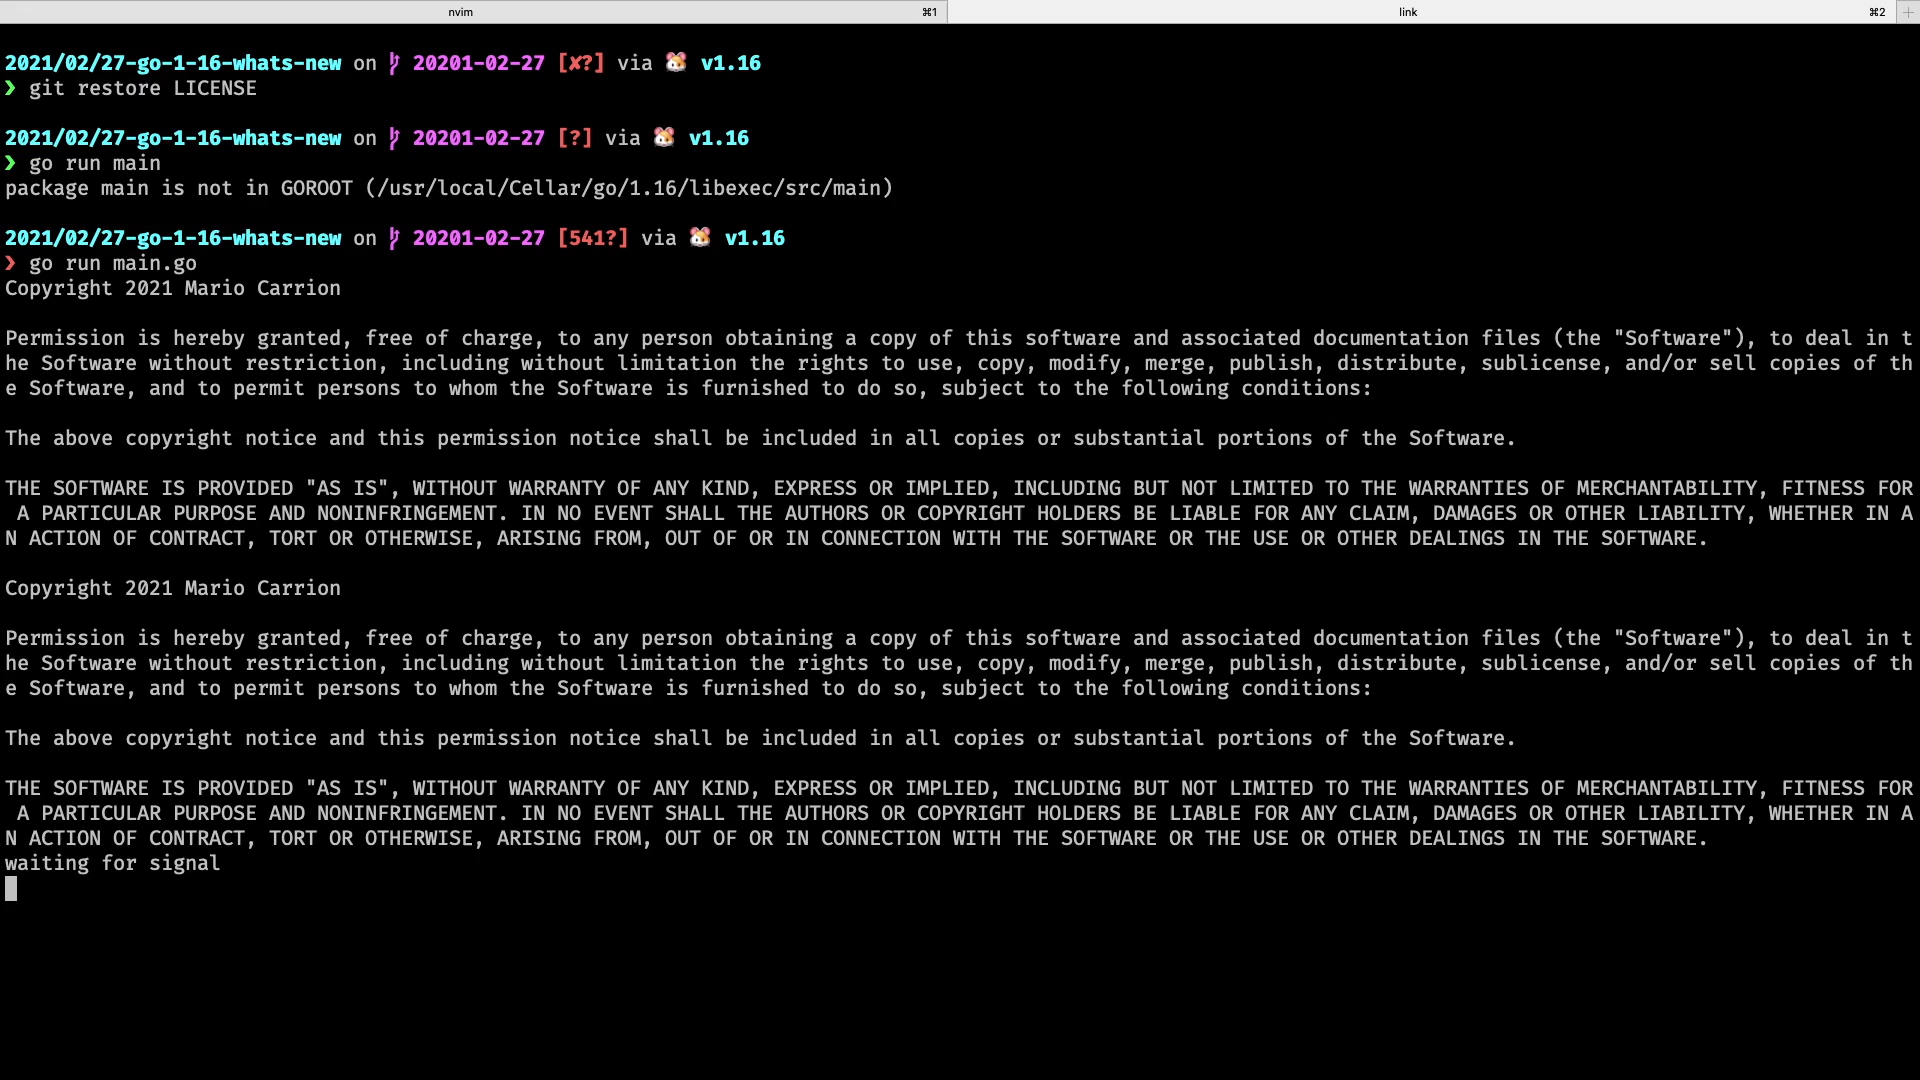 nvim ⌘1 link ⌘2 +
2021/02/27-go-1-16-whats-new on 20201-02-27 [✘?] via 🐹 v1.16
❯ git restore LICENSE
2021/02/27-go-1-16-whats-new on 20201-02-27 [?] via 🐹 v1.16
❯ go run main
package main is not in GOROOT (/usr/local/Cellar/go/1.16/libexec/src/main)
2021/02/27-go-1-16-whats-new on 20201-02-27 [541?] via 🐹 v1.16
❯ go run main.go
Copyright 2021 Mario Carrion
Permission is hereby granted, free of charge, to any person obtaining a copy of this software and associated documentation files (the "Software"), to deal in t
he Software without restriction, including without limitation the rights to use, copy, modify, merge, publish, distribute, sublicense, and/or sell copies of th
e Software, and to permit persons to whom the Software is furnished to do so, subject to the following conditions:
The above copyright notice and this permission notice shall be included in all copies or substantial portions of the Software.
THE SOFTWARE IS PROVIDED "AS IS", WITHOUT WARRANTY OF ANY KIND, EXPRESS OR IMPLIED, INCLUDING BUT NOT LIMITED TO THE WARRANTIES OF MERCHANTABILITY, FITNESS FOR
 A PARTICULAR PURPOSE AND NONINFRINGEMENT. IN NO EVENT SHALL THE AUTHORS OR COPYRIGHT HOLDERS BE LIABLE FOR ANY CLAIM, DAMAGES OR OTHER LIABILITY, WHETHER IN A
N ACTION OF CONTRACT, TORT OR OTHERWISE, ARISING FROM, OUT OF OR IN CONNECTION WITH THE SOFTWARE OR THE USE OR OTHER DEALINGS IN THE SOFTWARE.
Copyright 2021 Mario Carrion
Permission is hereby granted, free of charge, to any person obtaining a copy of this software and associated documentation files (the "Software"), to deal in t
he Software without restriction, including without limitation the rights to use, copy, modify, merge, publish, distribute, sublicense, and/or sell copies of th
e Software, and to permit persons to whom the Software is furnished to do so, subject to the following conditions:
The above copyright notice and this permission notice shall be included in all copies or substantial portions of the Software.
THE SOFTWARE IS PROVIDED "AS IS", WITHOUT WARRANTY OF ANY KIND, EXPRESS OR IMPLIED, INCLUDING BUT NOT LIMITED TO THE WARRANTIES OF MERCHANTABILITY, FITNESS FOR
 A PARTICULAR PURPOSE AND NONINFRINGEMENT. IN NO EVENT SHALL THE AUTHORS OR COPYRIGHT HOLDERS BE LIABLE FOR ANY CLAIM, DAMAGES OR OTHER LIABILITY, WHETHER IN A
N ACTION OF CONTRACT, TORT OR OTHERWISE, ARISING FROM, OUT OF OR IN CONNECTION WITH THE SOFTWARE OR THE USE OR OTHER DEALINGS IN THE SOFTWARE.
waiting for signal